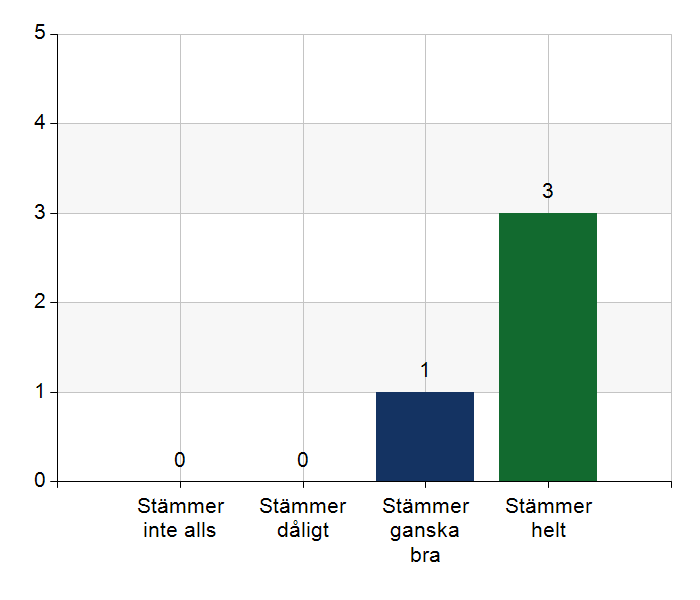 5
4
3
2
1
0
0
0
1
3
Stämmer
inte alls
Stämmer
dåligt
Stämmer
ganska
bra
Stämmer
helt